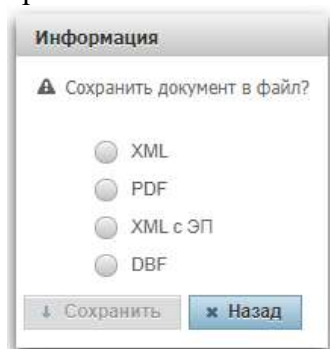 Информация
Сохранить документ в файл?
XML
PDF
XML с ЭП
DBF
Сохранить Назад